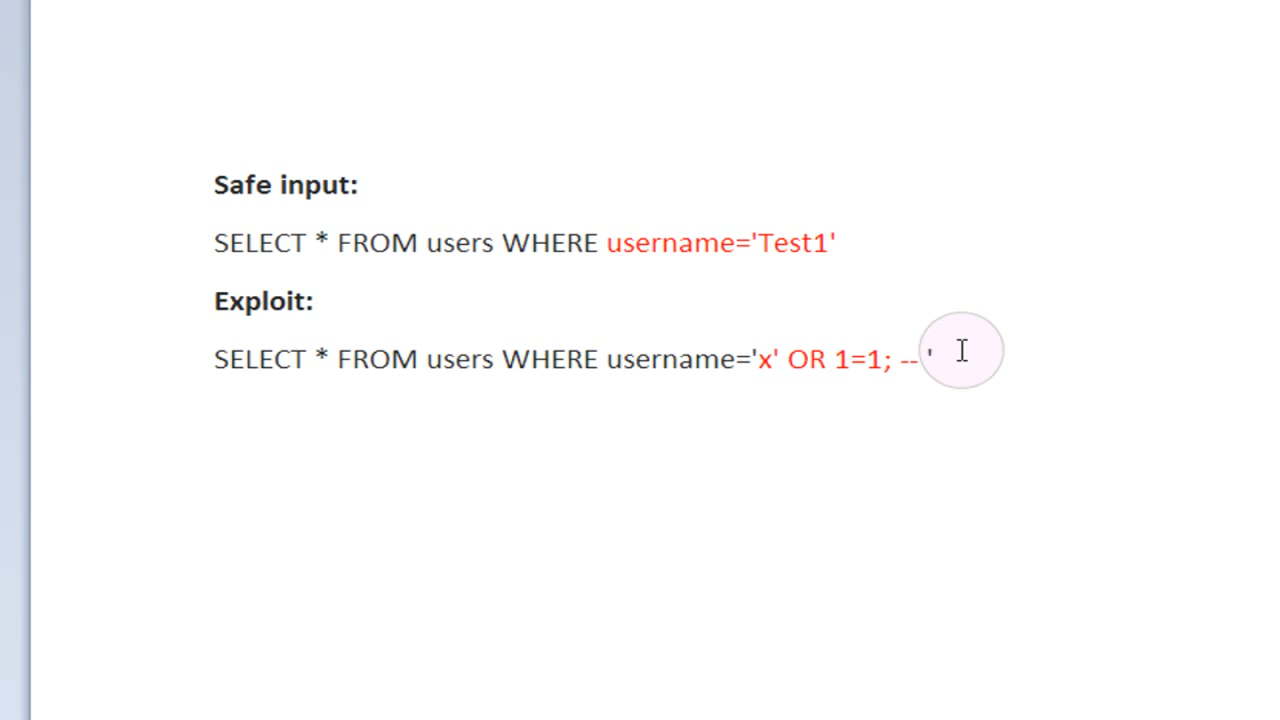 Safe input:
SELECT * FROM users WHERE username='Test1'
Exploit:
SELECT * FROM users WHERE username='x' OR 1=1; --'